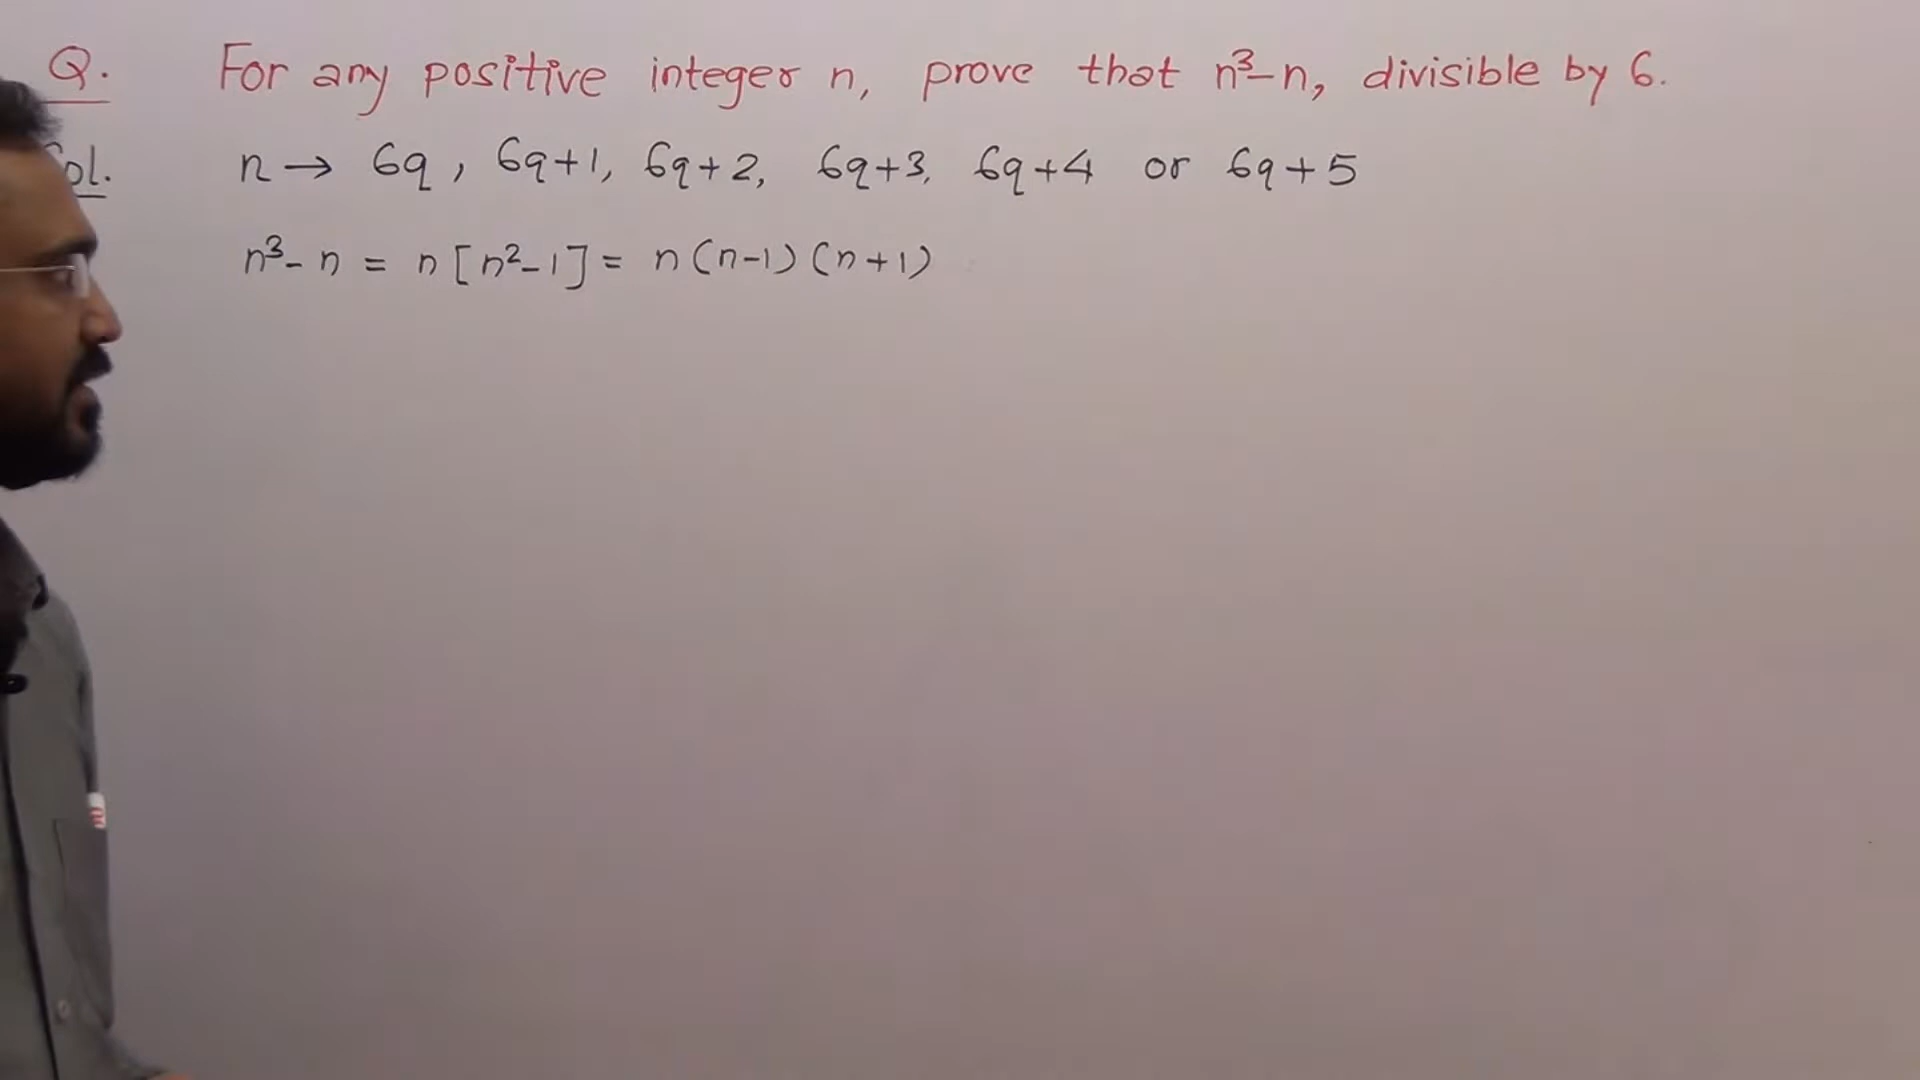 Q. For any positive integer n, prove that n³-n, divisible by 6.
n → 6q, 6q+1, 6q+2, 6q+3, 6q+4 or 6q+5
n³-n = n[n²-1] = n(n-1)(n+1)